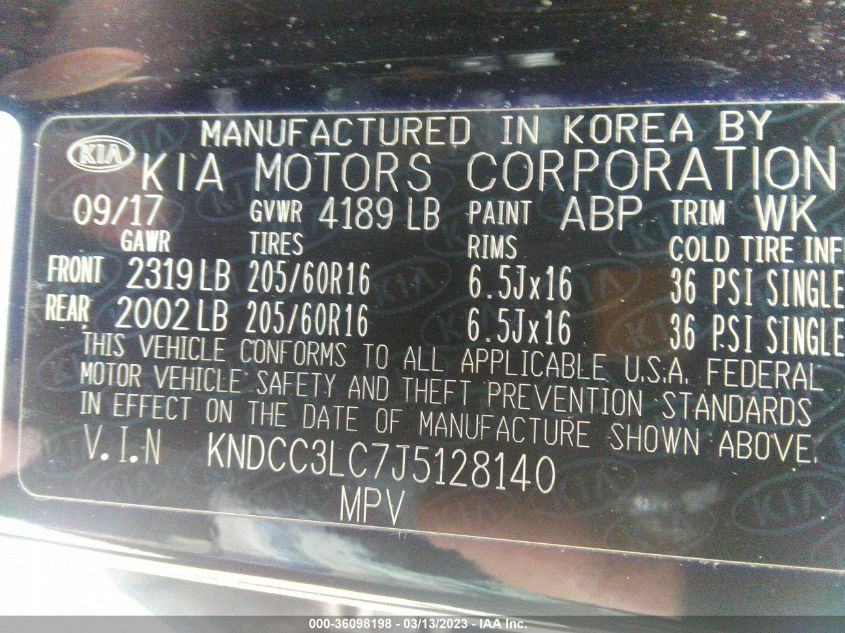 MANUFACTURED IN KOREA BY
KIA KIA MOTORS CORPORATION
09/17 GVWR 4189 LB PAINT ABP TRIM WK
GAWR TIRES RIMS COLD TIRE INF
FRONT 2319 LB 205/60R16 6.5Jx16 36 PSI SINGLE
REAR 2002 LB 205/60R16 6.5Jx16 36 PSI SINGLE
THIS VEHICLE CONFORMS TO ALL APPLICABLE U.S.A. FEDERAL
MOTOR VEHICLE SAFETY AND THEFT PREVENTION STANDARDS
IN EFFECT ON THE DATE OF MANUFACTURE SHOWN ABOVE.
V.I.N KNDCC3LC7J5128140
MPV
000-36098198 - 03/13/2023 - IAA Inc.